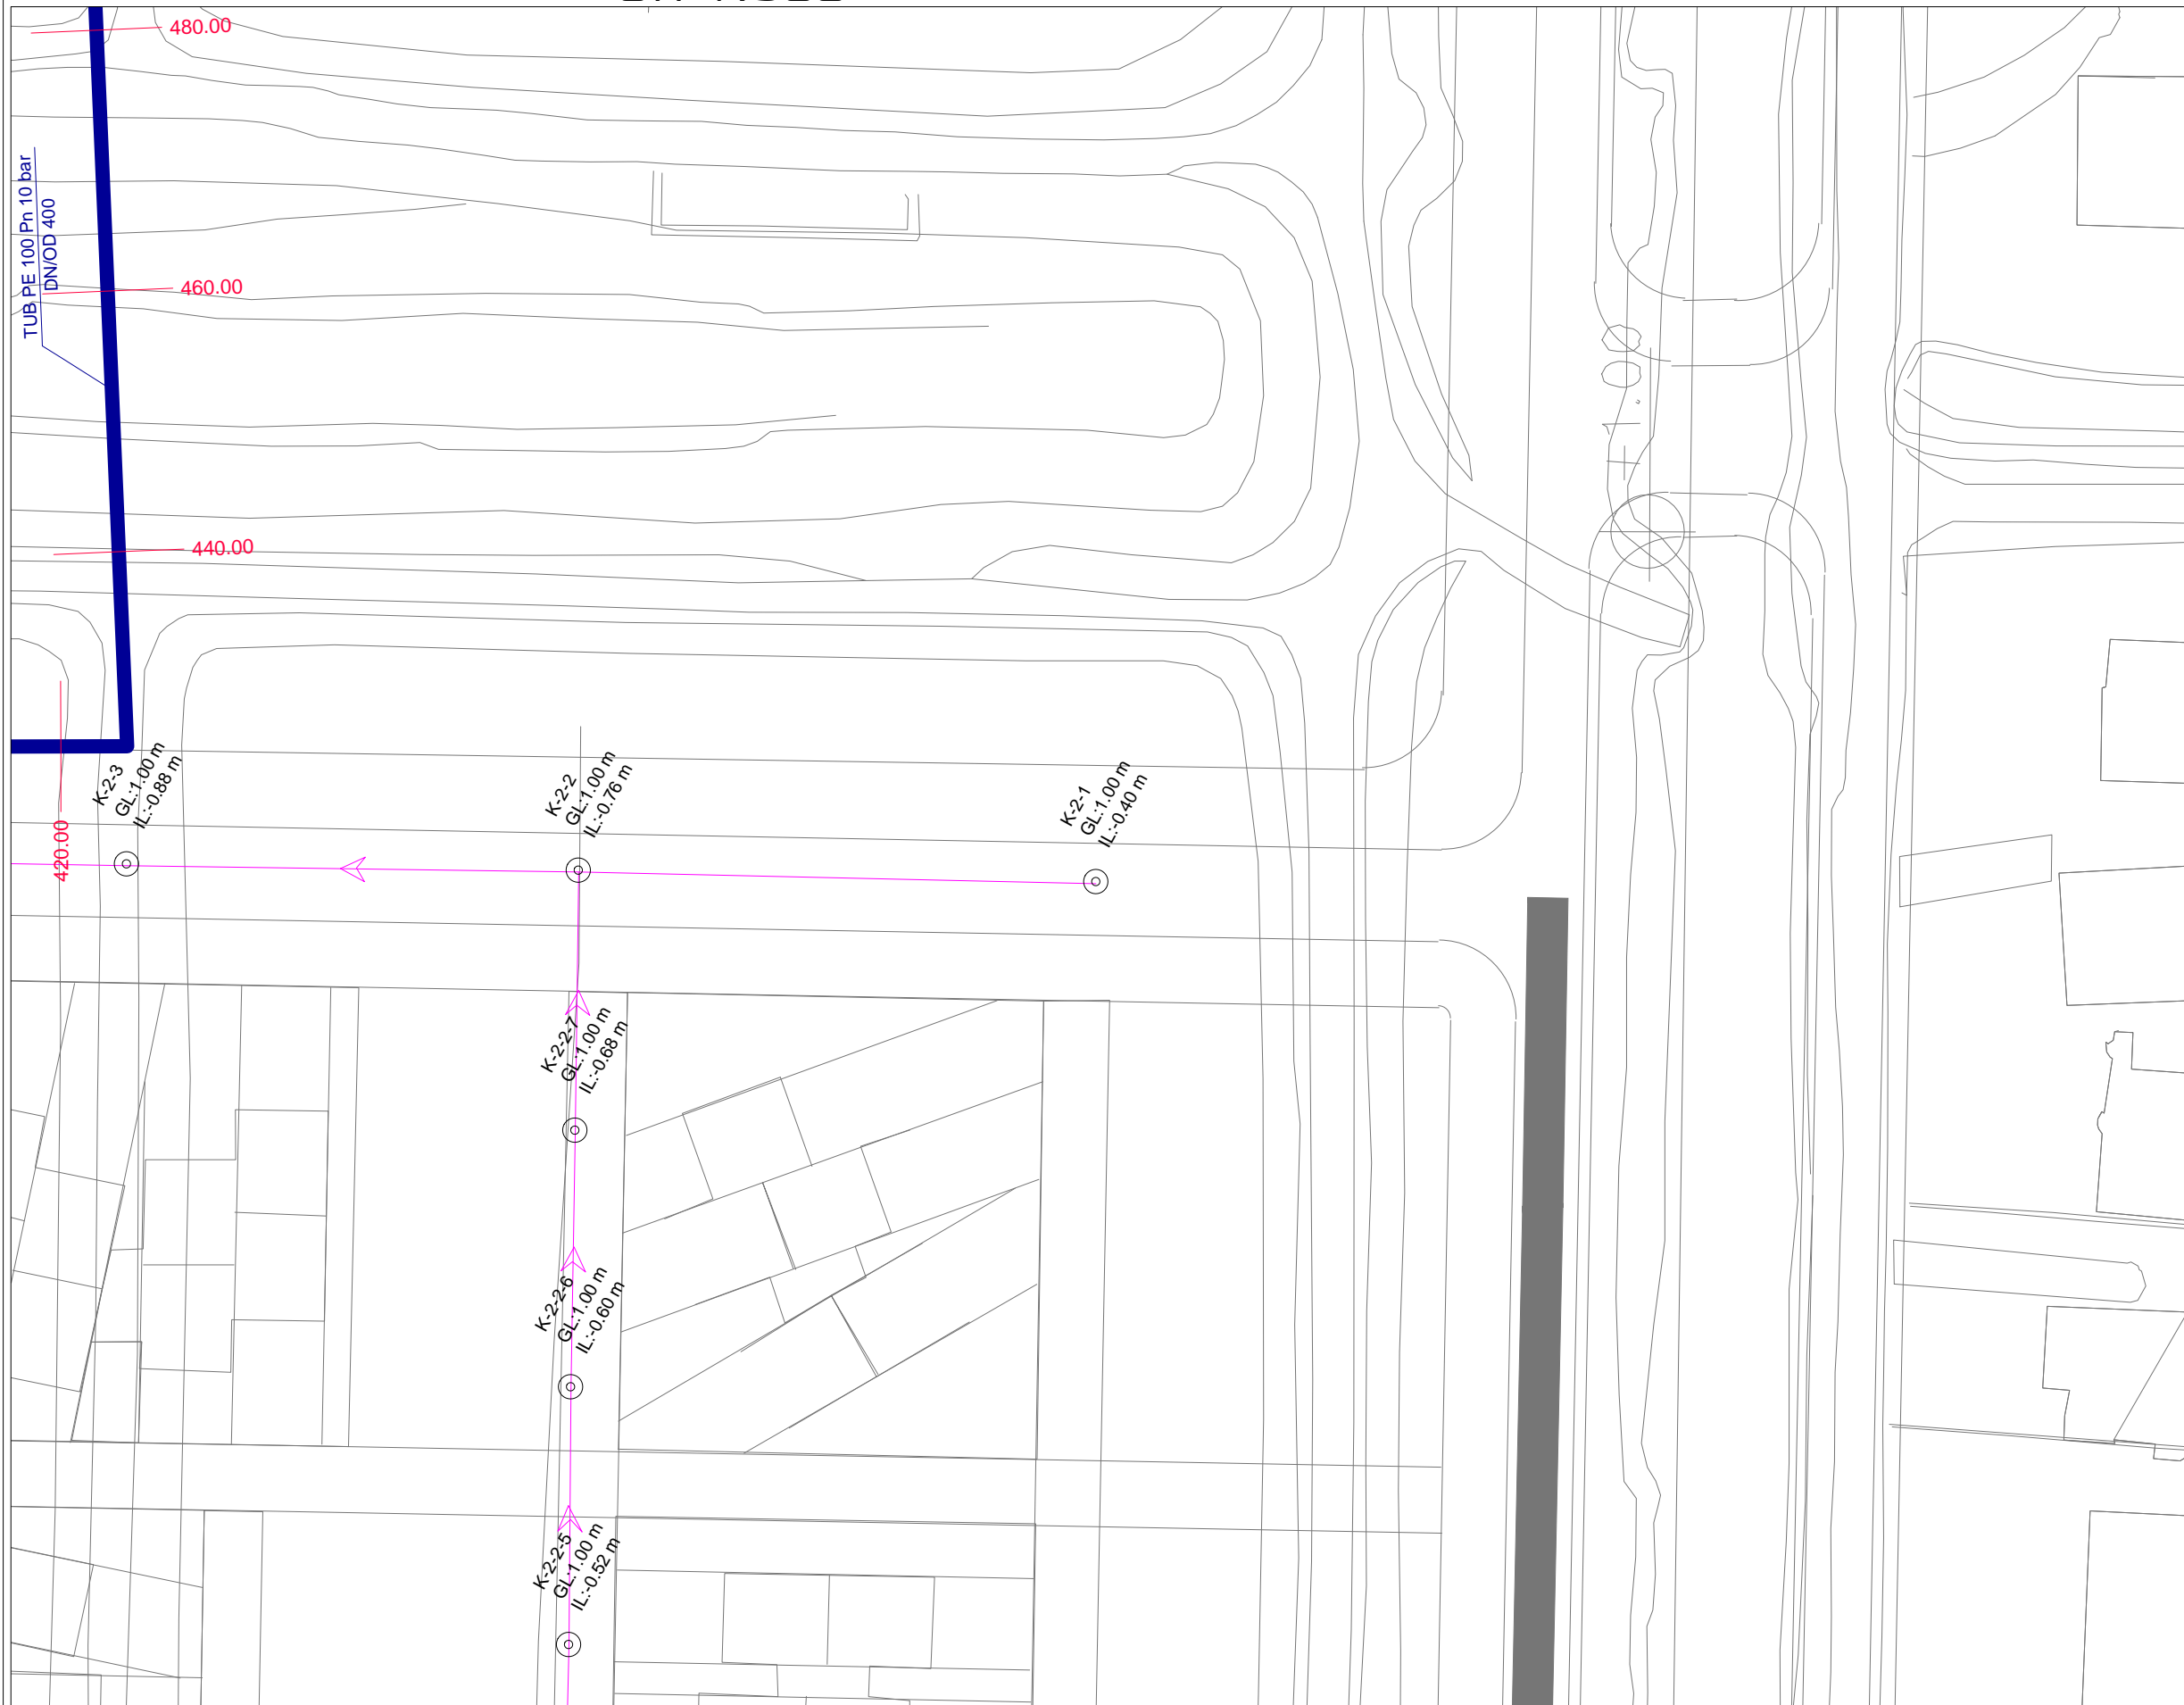 480.00
TUB PE 100 Pn 10 bar
DN/OD 400
460.00
440.00
420.00
K-2-3
GL:1.00 m
IL:-0.88 m
K-2-2
GL:1.00 m
IL:-0.76 m
K-2-1
GL:1.00 m
IL:-0.40 m
K-2-2-7
GL:1.00 m
IL:-0.68 m
K-2-2-6
GL:1.00 m
IL:-0.60 m
K-2-2-5
GL:1.00 m
IL:-0.52 m